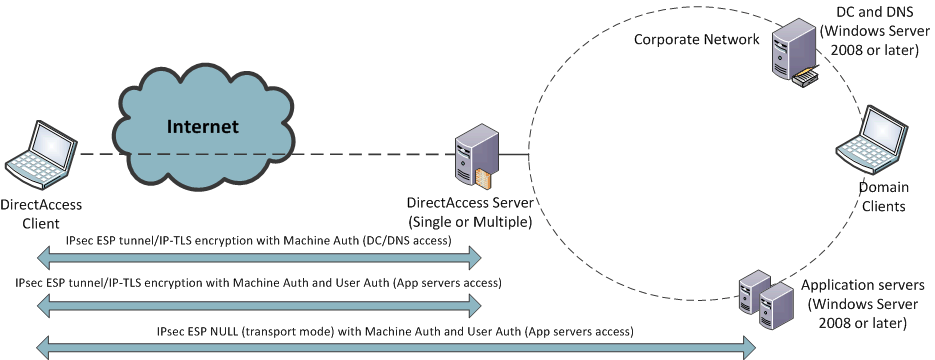 DC and DNS
(Windows Server
2008 or later)
Corporate Network
Internet
DirectAccess
Client
DirectAccess Server
(Single or Multiple)
Domain
Clients
IPsec ESP tunnel/IP-TLS encryption with Machine Auth (DC/DNS access)
IPsec ESP tunnel/IP-TLS encryption with Machine Auth and User Auth (App servers access)
Application servers
(Windows Server
2008 or later)
IPsec ESP NULL (transport mode) with Machine Auth and User Auth (App servers access)